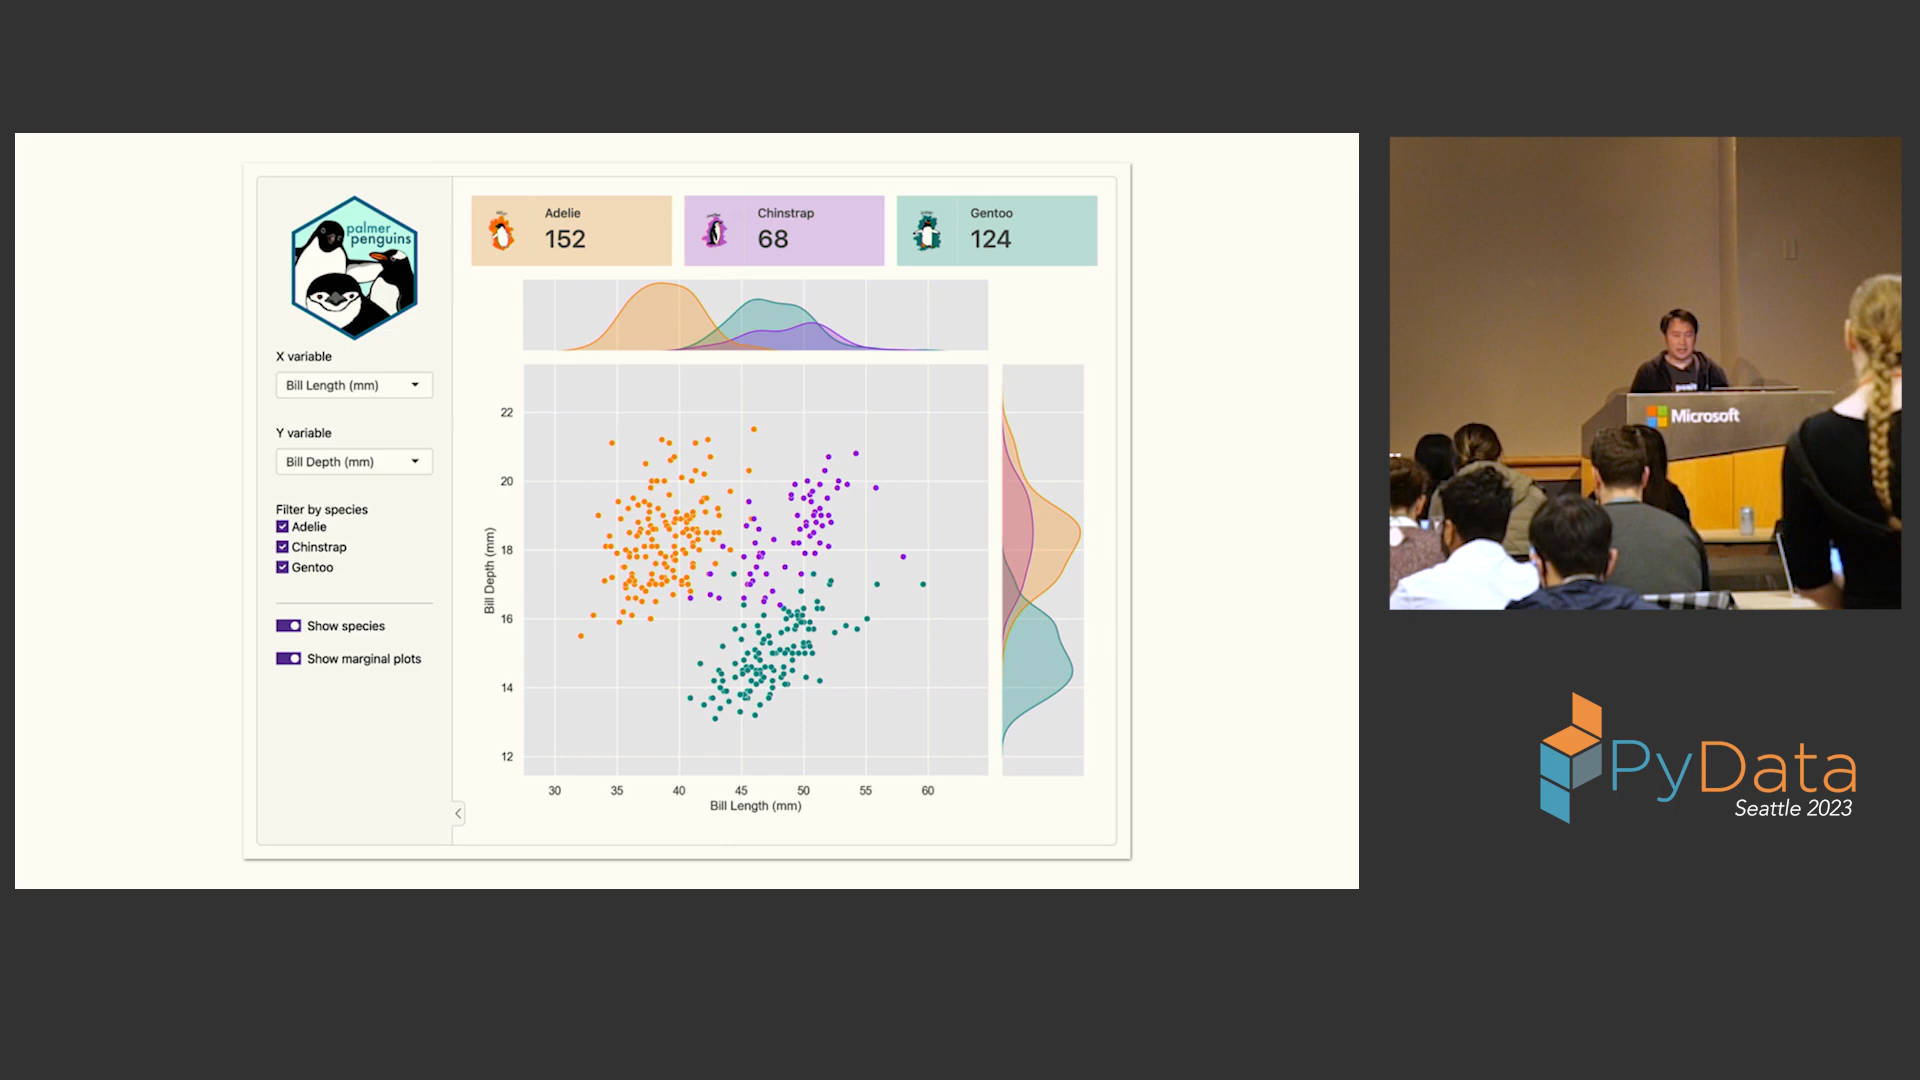 palmer
penguins
X variable
Bill Length (mm)
Y variable
Bill Depth (mm)
Filter by species
Adelie
Chinstrap
Gentoo
Show species
Show marginal plots
Adelie
152
Chinstrap
68
Gentoo
124
22
20
18
16
14
12
Bill Depth (mm)
30 35 40 45 50 55 60
Bill Length (mm)
Microsoft
PyData
Seattle 2023